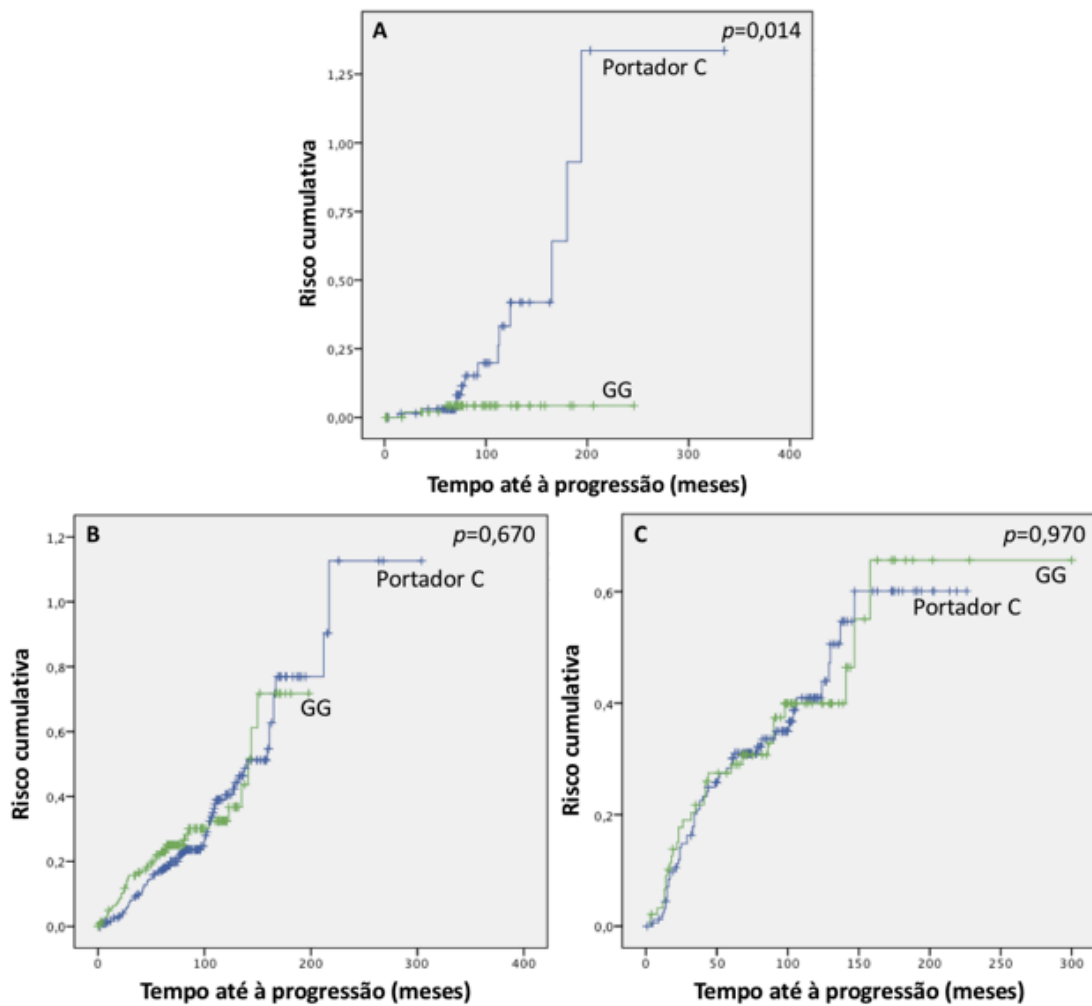 A
p=0,014
Portador C
GG
1,25
1,00
0,75
0,50
0,25
0,00
Risco cumulativa
0
100
200
300
400
Tempo até à progressão (meses)
B
p=0,670
Portador C
GG
1,2
1,0
0,8
0,6
0,4
0,2
0,0
Risco cumulativa
0
100
200
300
400
Tempo até à progressão (meses)
C
p=0,970
GG
Portador C
0,6
0,4
0,2
0,0
Risco cumulativa
0
50
100
150
200
250
300
Tempo até à progressão (meses)